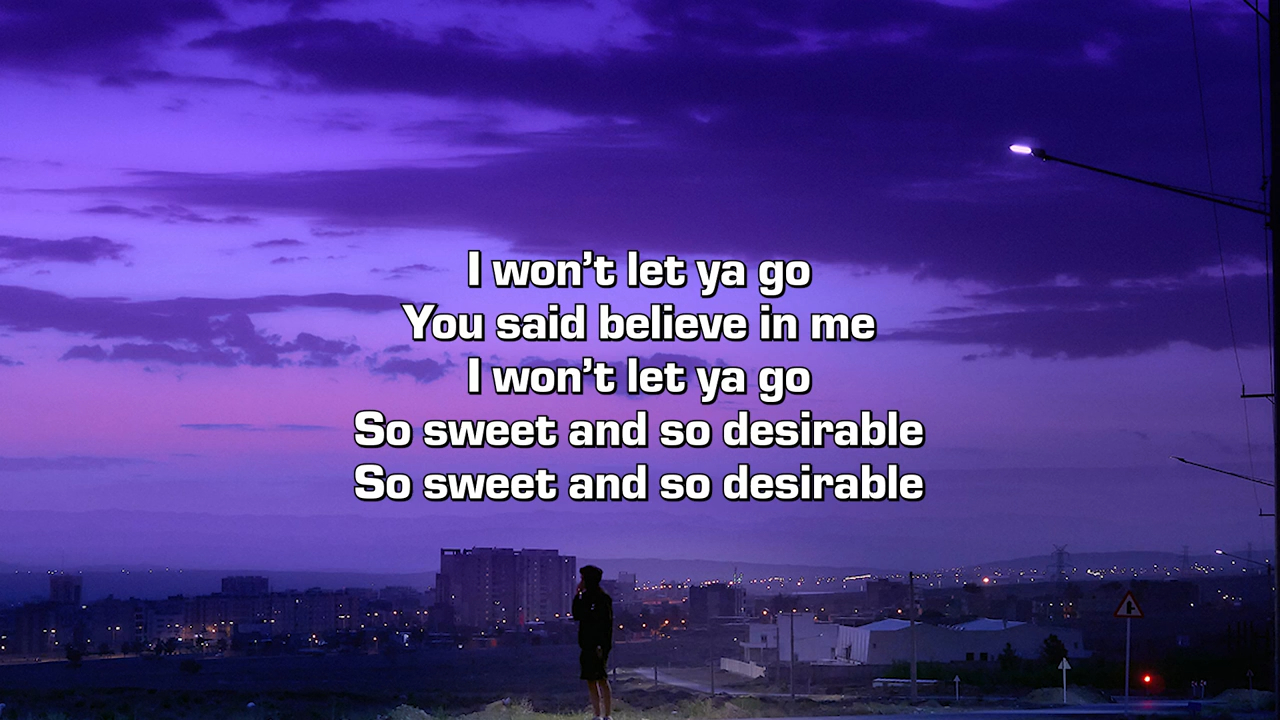 I won’t let ya go
You said believe in me
I won’t let ya go
So sweet and so desirable
So sweet and so desirable